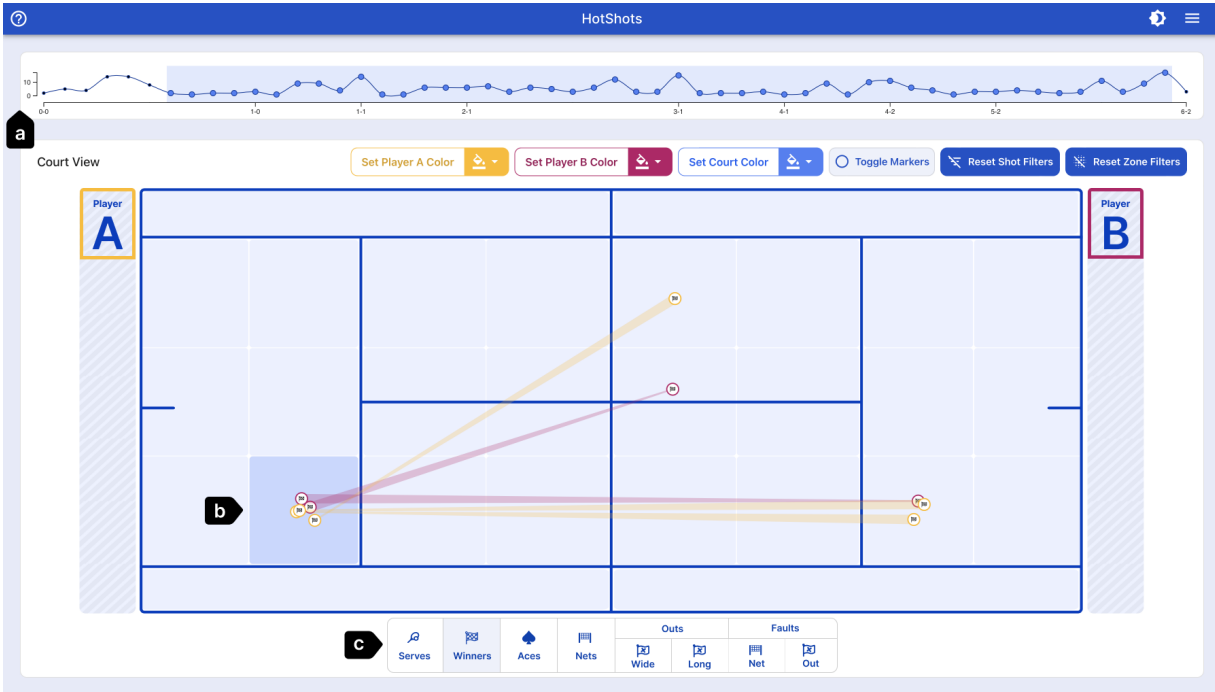 HotShots
10
0
0-0 1-0 1-1 2-1 3-1 4-1 4-2 5-2 6-2
a
Court View
Set Player A Color
Set Player B Color
Set Court Color
Toggle Markers
Reset Shot Filters
Reset Zone Filters
Player
A
Player
B
b
c
Serves
Winners
Aces
Nets
Outs
Wide
Long
Faults
Net
Out